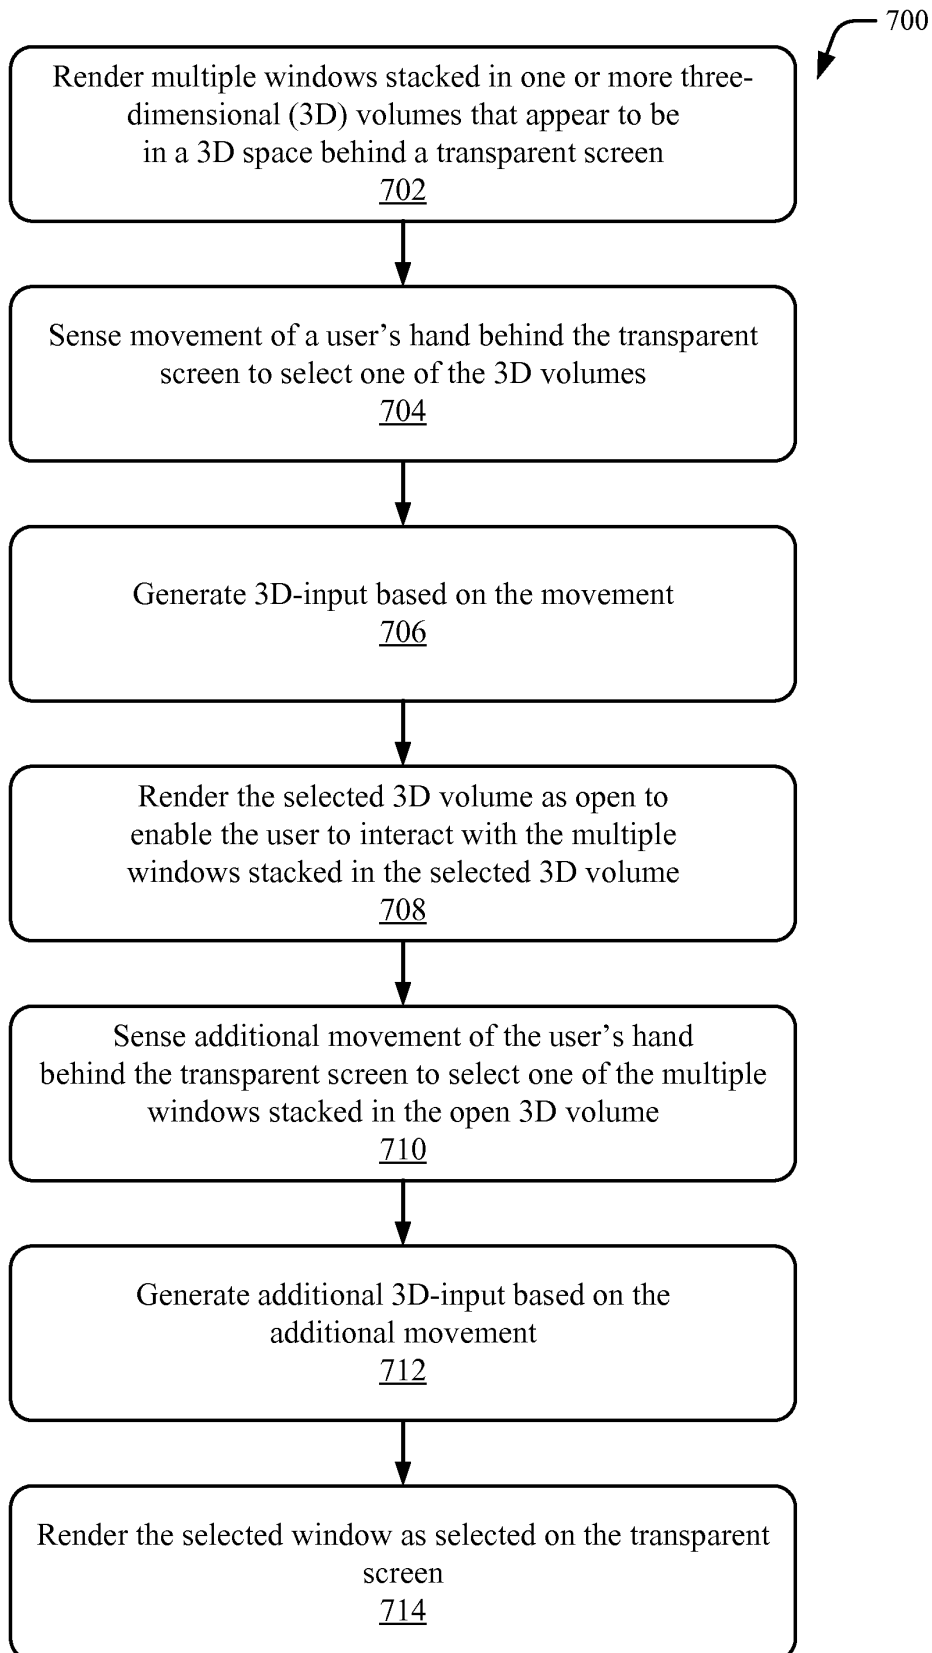 700
Render multiple windows stacked in one or more three-
dimensional (3D) volumes that appear to be
in a 3D space behind a transparent screen
702
Sense movement of a user’s hand behind the transparent
screen to select one of the 3D volumes
704
Generate 3D-input based on the movement
706
Render the selected 3D volume as open to
enable the user to interact with the multiple
windows stacked in the selected 3D volume
708
Sense additional movement of the user’s hand
behind the transparent screen to select one of the multiple
windows stacked in the open 3D volume
710
Generate additional 3D-input based on the
additional movement
712
Render the selected window as selected on the transparent
screen
714